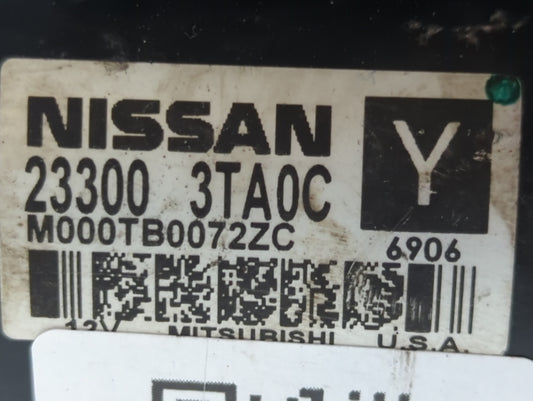 NISSAN Y
23300 3TA0C
M000TB0072ZC 6906
12V MITSUBISHI U.S.A.